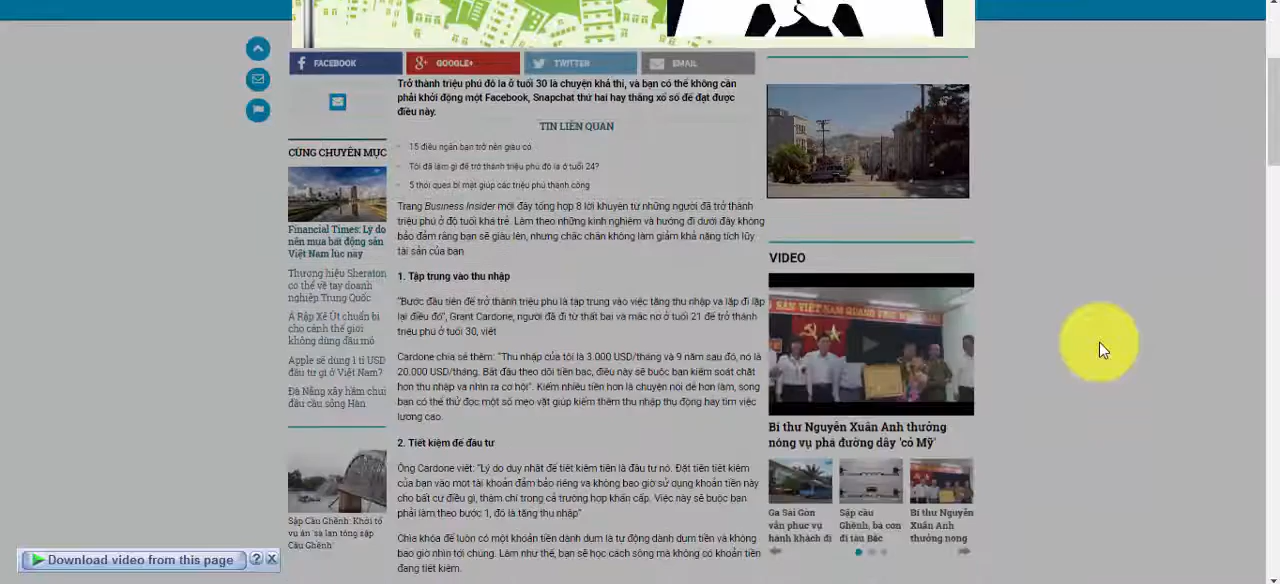 FACEBOOK
GOOGLE+
TWITTER
EMAIL
Trở thành triệu phú đô la ở tuổi 30 là chuyện khả thi, và bạn có thể không cần
phải khởi động một Facebook, Snapchat thứ hai hay thắng xổ số để đạt được
điều này.
TIN LIÊN QUAN
15 điều ngăn bạn trở nên giàu có
Tôi đã làm gì để trở thành triệu phú đô la ở tuổi 24?
5 thói quen bí mật giúp các triệu phú thành công
Trang Business Insider mới đây tổng hợp 8 lời khuyên từ những người đã trở thành
triệu phú ở độ tuổi khá trẻ. Làm theo những kinh nghiệm và hướng đi dưới đây không
bảo đảm rằng bạn sẽ giàu lên, nhưng chắc chắn không làm giảm khả năng tích lũy
tài sản của bạn.
1. Tập trung vào thu nhập
"Bước đầu tiên để trở thành triệu phú là tập trung vào việc tăng thu nhập và lặp đi lặp
lại điều đó", Grant Cardone, người đã đi từ thất bại và mắc nợ ở tuổi 21 để trở thành
triệu phú ở tuổi 30, viết.
Cardone chia sẻ thêm: "Thu nhập của tôi là 3.000 USD/tháng và 9 năm sau đó, nó là
20.000 USD/tháng. Bắt đầu theo dõi tiền bạc, điều này sẽ buộc bạn kiểm soát chặt
hơn thu nhập và nhìn ra cơ hội". Kiếm nhiều tiền hơn là chuyện nói dễ hơn làm, song
bạn có thể thử đọc một số mẹo vặt giúp kiếm thêm thu nhập thụ động hay tìm việc
lương cao.
2. Tiết kiệm để đầu tư
Ông Cardone viết: "Lý do duy nhất để tiết kiệm tiền là đầu tư nó. Đặt tiền tiết kiệm
của bạn vào một tài khoản đảm bảo riêng và không bao giờ sử dụng khoản tiền này
cho bất cứ điều gì, thậm chí trong cả trường hợp khẩn cấp. Việc này sẽ buộc bạn
phải làm theo bước 1, đó là tăng thu nhập"
Chìa khóa để luôn có một khoản tiền dành dụm là tự động dành dụm tiền và không
bao giờ nhìn tới chúng. Làm như thế, bạn sẽ học cách sống mà không có khoản tiền
đang tiết kiệm.
CÙNG CHUYÊN MỤC
Financial Times: Lý do
nên mua bất động sản
Việt Nam lúc này
Thương hiệu Sheraton
có thể về tay doanh
nghiệp Trung Quốc
Ả Rập Xê Út chuẩn bị
cho cảnh thế giới
không dùng dầu mỏ
Apple sẽ dùng 1 tỉ USD
đầu tư gì ở Việt Nam?
Đà Nẵng xây hầm chui
đầu cầu sông Hàn
Sập Cầu Ghềnh: Khởi tố
vụ án 'sà lan tông sập
Cầu Ghềnh'
VIDEO
SẢN VIỆT NAM QUANG
Bí thư Nguyễn Xuân Anh thưởng
nóng vụ phá đường dây 'cỏ Mỹ'
Ga Sài Gòn
vẫn phục vụ
hành khách đi
Sập cầu
Ghềnh, bà con
đi tàu Bắc
Bí thư Nguyễn
Xuân Anh
thưởng nóng
Download video from this page
? X